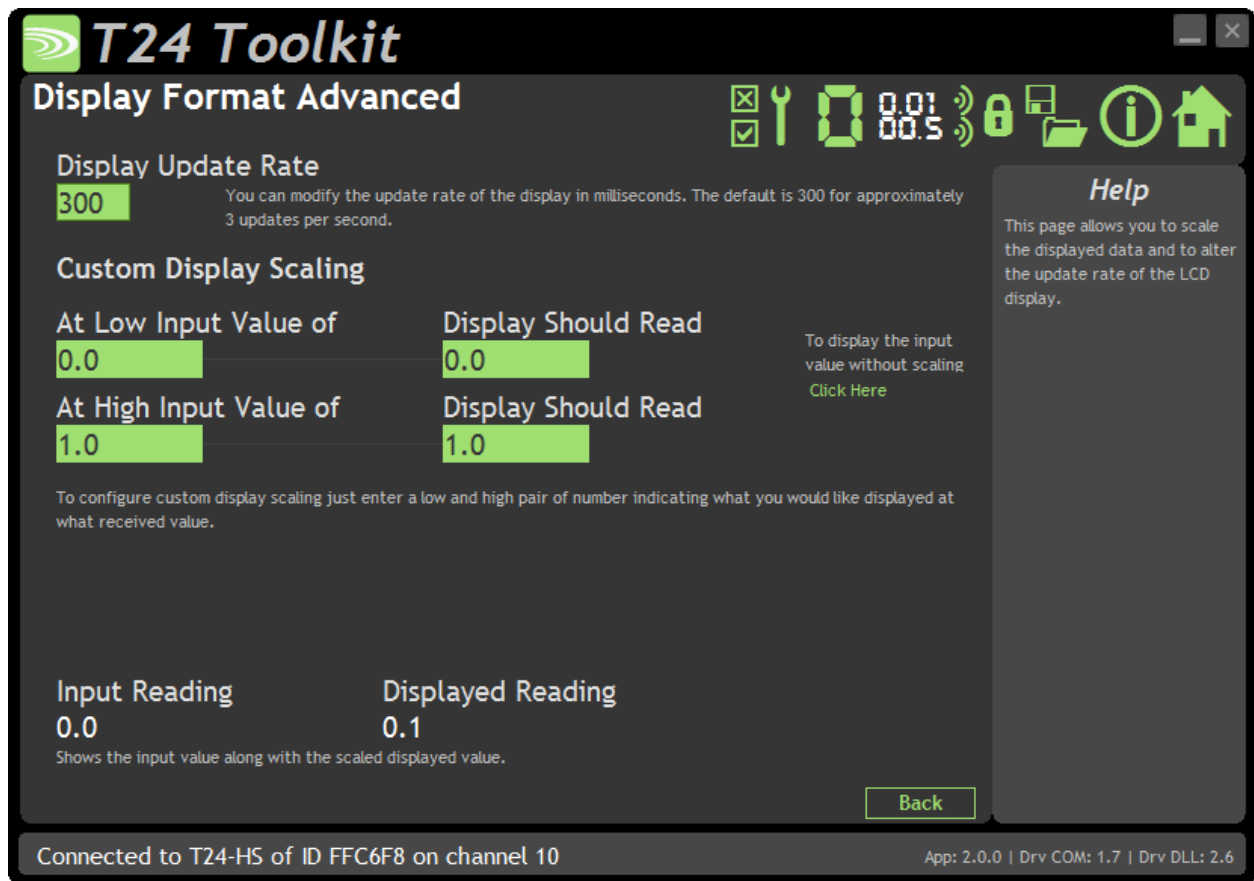 T24 Toolkit
Display Format Advanced
0.01
00.5
Display Update Rate
300
You can modify the update rate of the display in milliseconds. The default is 300 for approximately
3 updates per second.
Custom Display Scaling
At Low Input Value of
Display Should Read
0.0
0.0
At High Input Value of
Display Should Read
1.0
1.0
To display the input
value without scaling
Click Here
To configure custom display scaling just enter a low and high pair of number indicating what you would like displayed at
what received value.
Input Reading
Displayed Reading
0.0
0.1
Shows the input value along with the scaled displayed value.
Back
Help
This page allows you to scale
the displayed data and to alter
the update rate of the LCD
display.
Connected to T24-HS of ID FFC6F8 on channel 10
App: 2.0.0 | Drv COM: 1.7 | Drv DLL: 2.6